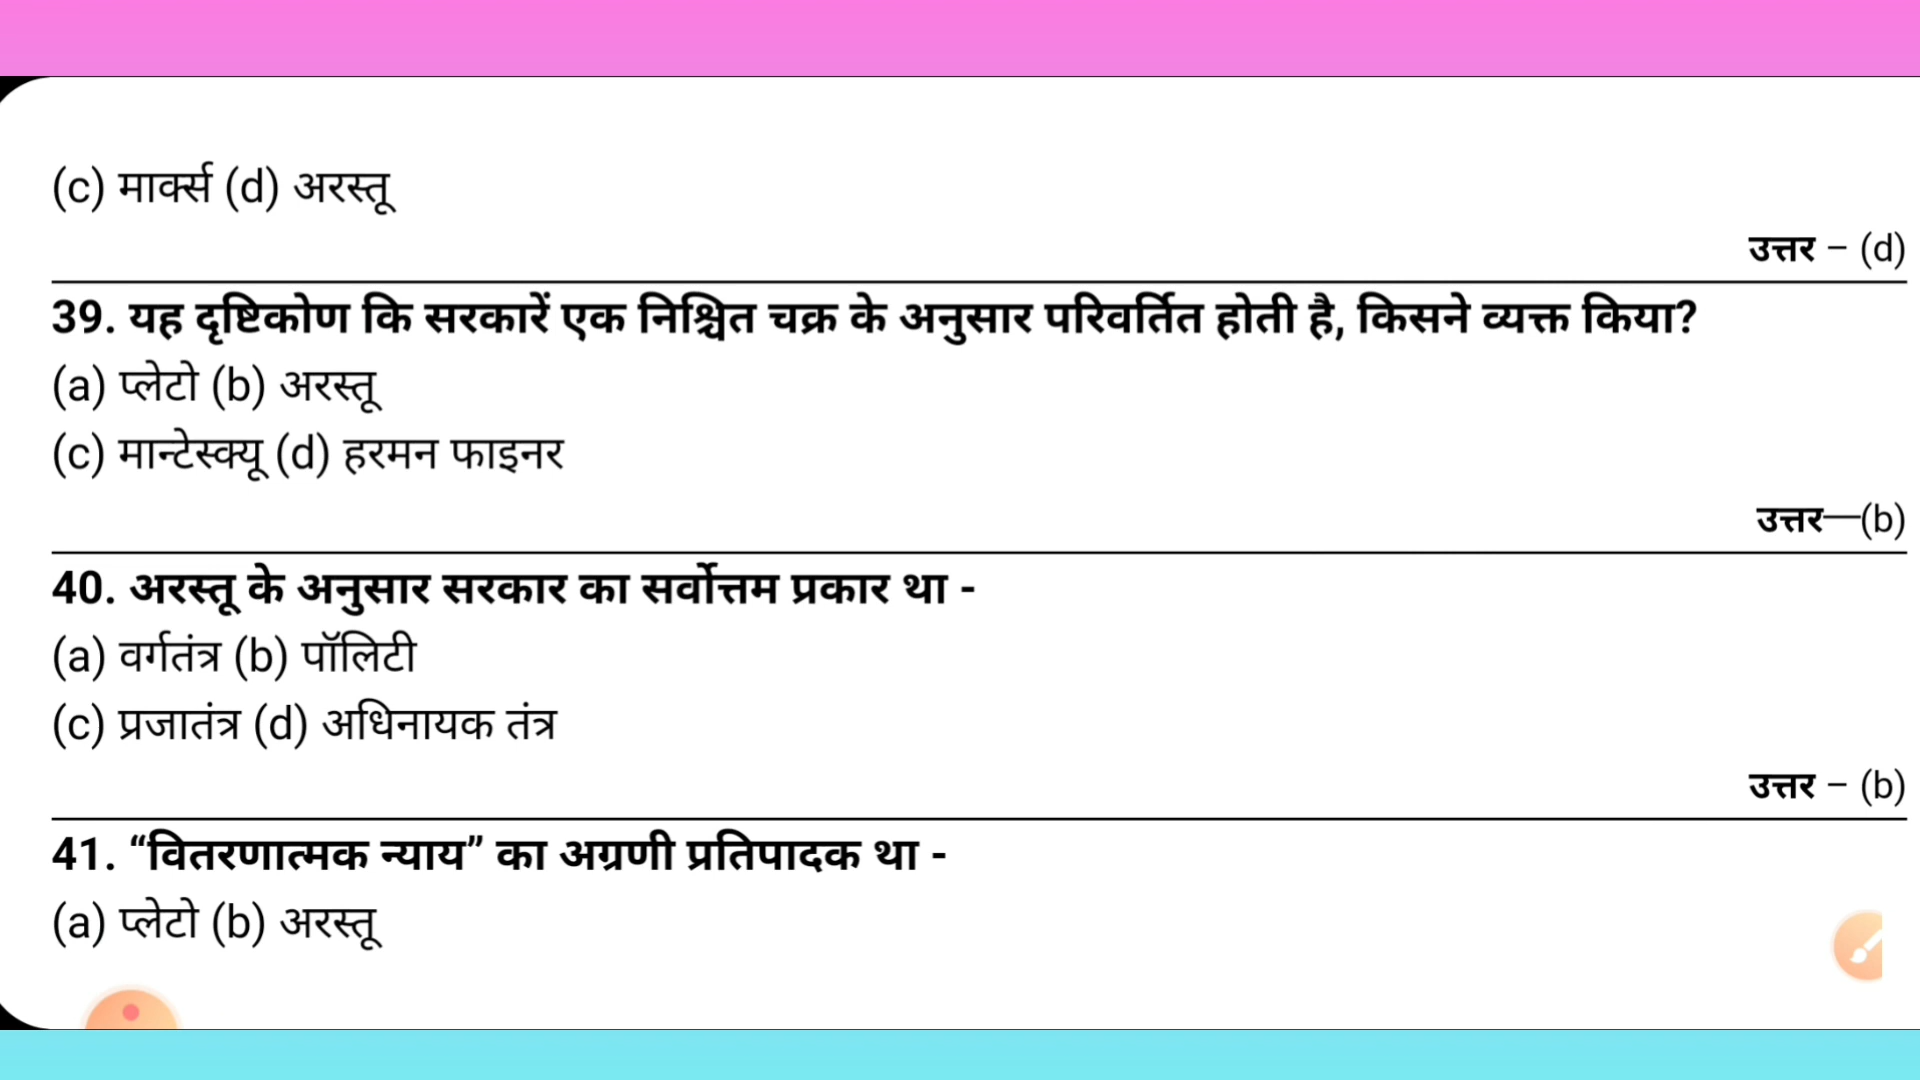 (c) मार्क्स (d) अरस्तू
उत्तर – (d)
39. यह दृष्टिकोण कि सरकारें एक निश्चित चक्र के अनुसार परिवर्तित होती है, किसने व्यक्त किया?
(a) प्लेटो (b) अरस्तू
(c) मान्टेस्क्यू (d) हरमन फाइनर
उत्तर—(b)
40. अरस्तू के अनुसार सरकार का सर्वोत्तम प्रकार था -
(a) वर्गतंत्र (b) पॉलिटी
(c) प्रजातंत्र (d) अधिनायक तंत्र
उत्तर – (b)
41. “वितरणात्मक न्याय” का अग्रणी प्रतिपादक था -
(a) प्लेटो (b) अरस्तू